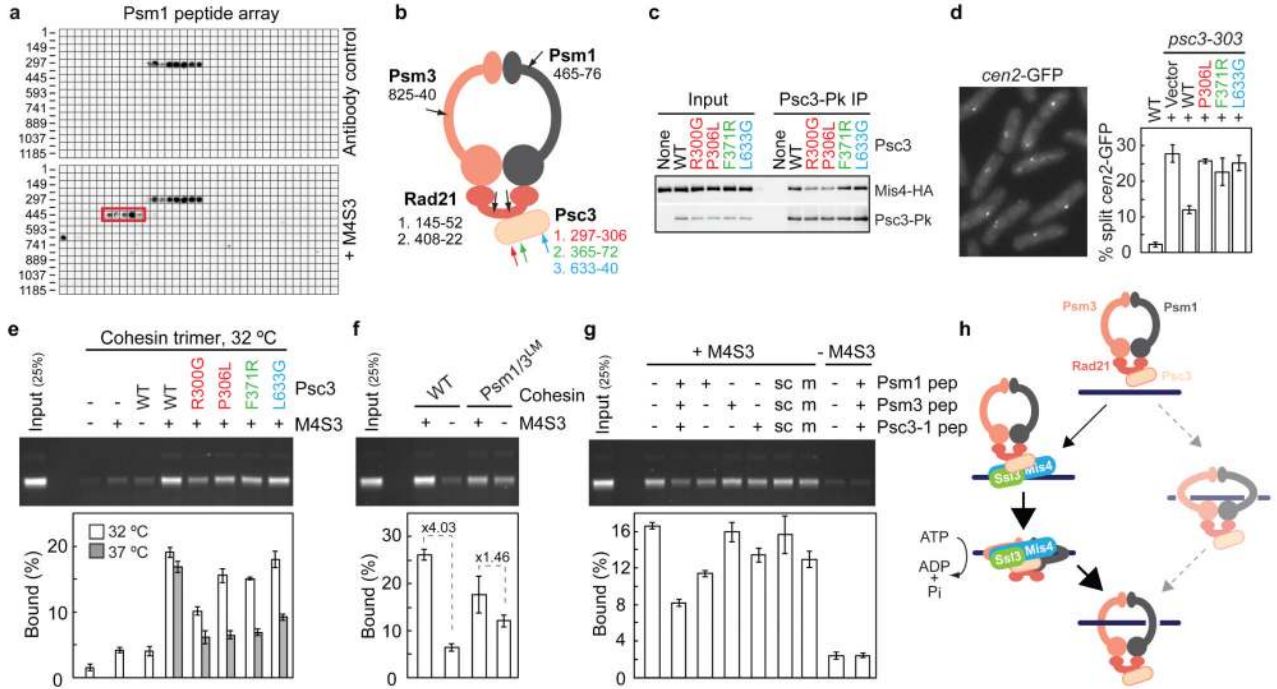 a
Psm1 peptide array
1-
149-
297-
445-
593-
741-
889-
1037-
1185-
Antibody control
1-
149-
297-
445-
593-
741-
889-
1037-
1185-
+ M4S3
b
Psm1
465-76
Psm3
825-40
Rad21
1. 145-52
2. 408-22
Psc3
1. 297-306
2. 365-72
3. 633-40
c
Input
Psc3-Pk IP
None
WT
R300G
P306L
F371R
L633G
None
WT
R300G
P306L
F371R
L633G
Psc3
Mis4-HA
Psc3-Pk
d
cen2-GFP
psc3-303
WT
Vector
WT
P306L
F371R
L633G
+ + + + +
% split cen2-GFP
30
20
10
0
e
Cohesin trimer, 32 ºC
Input (25%)
- - WT WT R300G P306L F371R L633G Psc3
- + - + + + + + M4S3
32 ºC
37 ºC
Bound (%)
20
10
0
f
Input (25%)
WT Psm1/3LM Cohesin
+ - + - M4S3
x4.03
x1.46
Bound (%)
30
20
10
0
g
+ M4S3
- M4S3
Input (25%)
- + + - - sc m - + Psm1 pep
- + - + - sc m - + Psm3 pep
- + - - + sc m - + Psc3-1 pep
Bound (%)
16
12
8
4
0
h
Psm3
Psm1
Rad21
Psc3
Ssl3
Mis4
ATP
ADP
+
Pi
Ssl3
Mis4